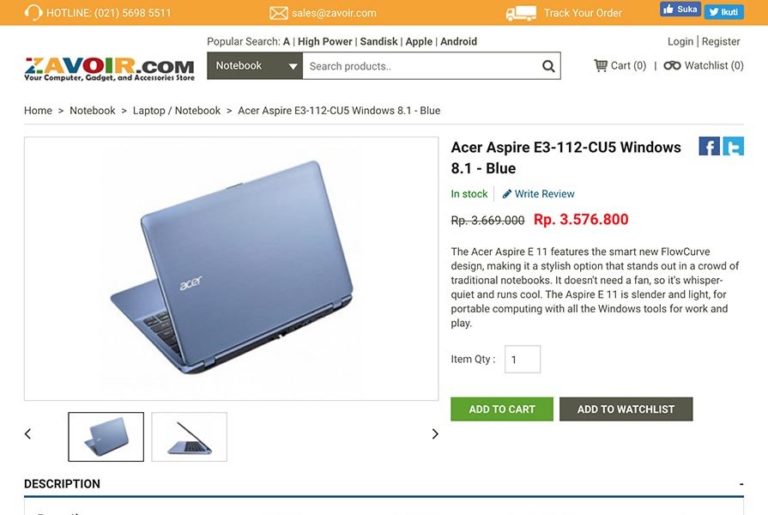 HOTLINE: (021) 5698 5511
sales@zavoir.com
Track Your Order
Suka
Ikuti
Popular Search: A | High Power | Sandisk | Apple | Android
Login | Register
ZAVOIR.COM
Your Computer, Gadget, and Accessories Store
Notebook
Search products..
Cart (0) | Watchlist (0)
Home > Notebook > Laptop / Notebook > Acer Aspire E3-112-CU5 Windows 8.1 - Blue
acer
Acer Aspire E3-112-CU5 Windows
8.1 - Blue
In stock | Write Review
Rp. 3.669.000 Rp. 3.576.800
The Acer Aspire E 11 features the smart new FlowCurve
design, making it a stylish option that stands out in a crowd of
traditional notebooks. It doesn't need a fan, so it's whisper-
quiet and runs cool. The Aspire E 11 is slender and light, for
portable computing with all the Windows tools for work and
play.
Item Qty : 1
ADD TO CART
ADD TO WATCHLIST
DESCRIPTION -